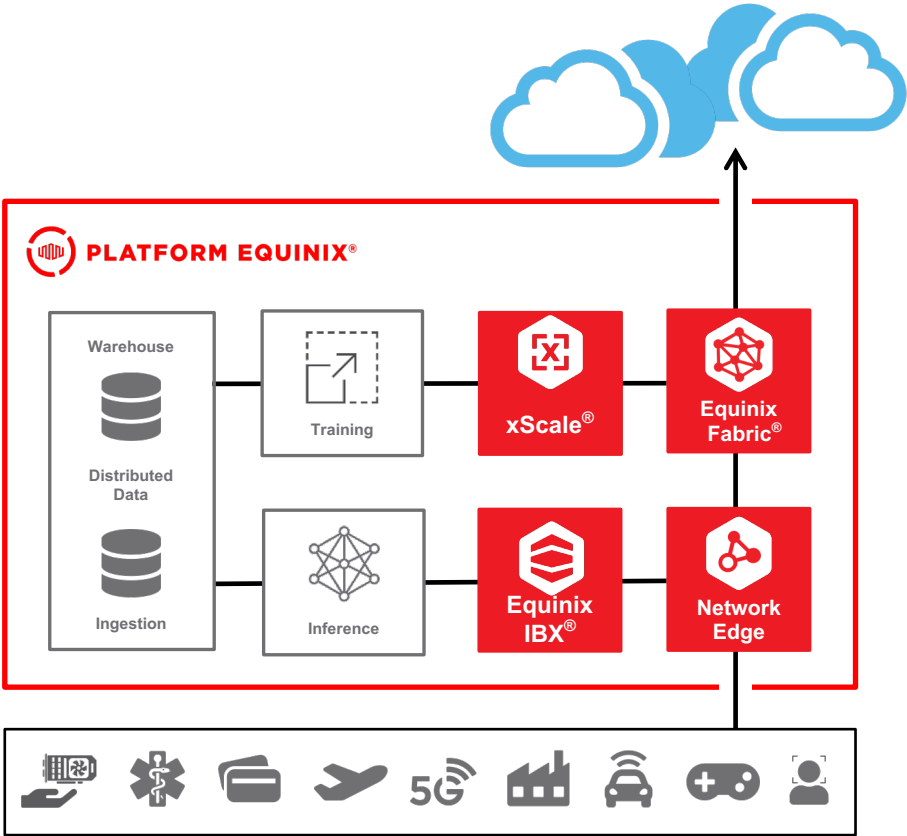 PLATFORM EQUINIX®
Warehouse
Distributed
Data
Ingestion
Training
xScale®
Equinix
Fabric®
Inference
Equinix
IBX®
Network
Edge
5G